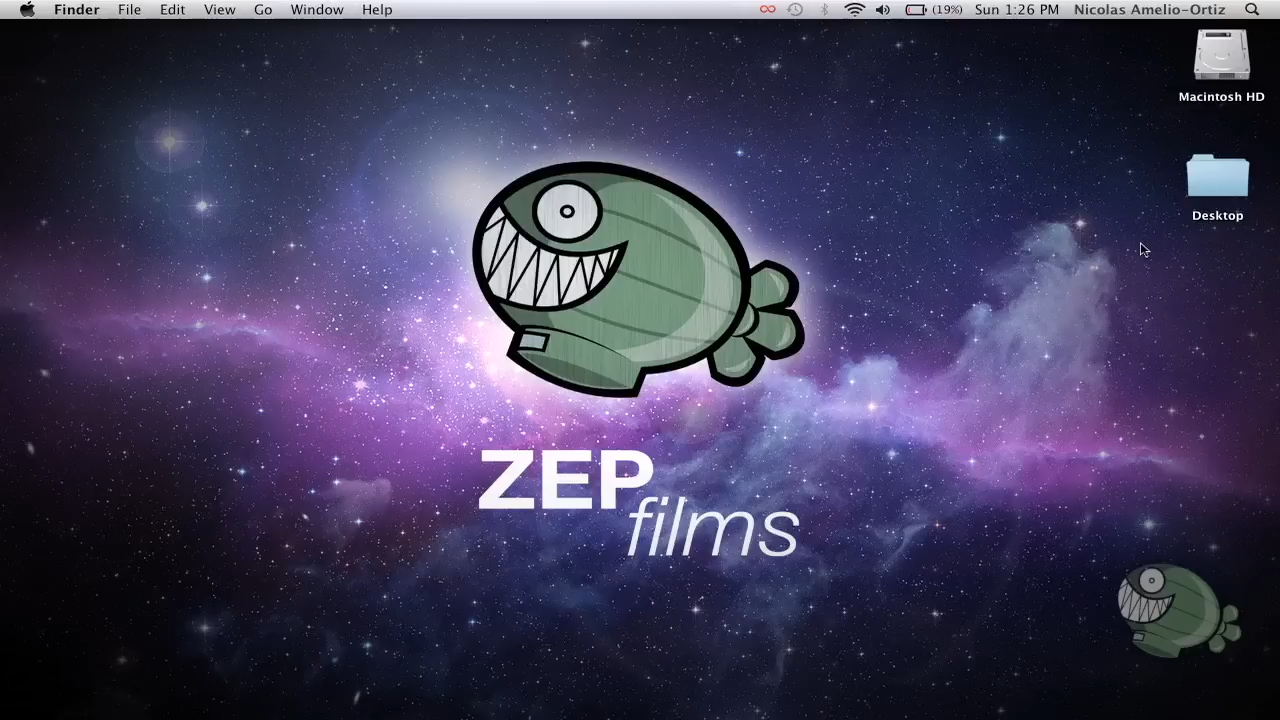 Finder File Edit View Go Window Help (19%) Sun 1:26 PM Nicolas Amelio-Ortiz
Macintosh HD
Desktop
ZEP
films